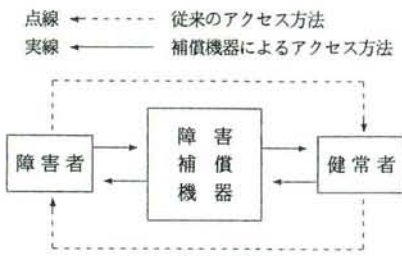 点線 従来のアクセス方法
実線 補償機器によるアクセス方法
障害者
障害
補償
機器
健常者